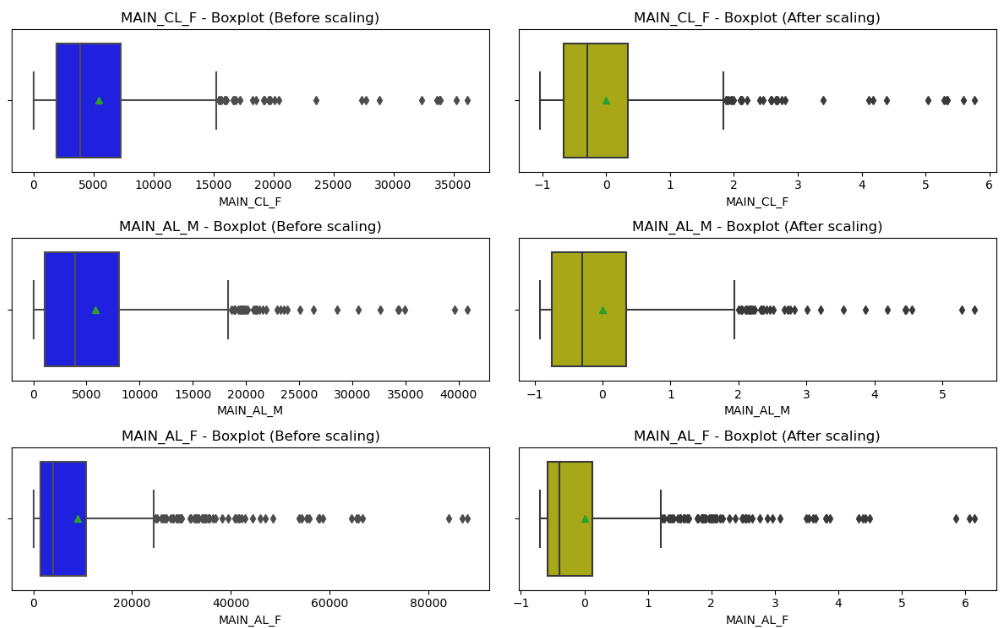 MAIN_CL_F - Boxplot (Before scaling)
0 5000 10000 15000 20000 25000 30000 35000
MAIN_CL_F
MAIN_CL_F - Boxplot (After scaling)
−1 0 1 2 3 4 5 6
MAIN_CL_F
MAIN_AL_M - Boxplot (Before scaling)
0 5000 10000 15000 20000 25000 30000 35000 40000
MAIN_AL_M
MAIN_AL_M - Boxplot (After scaling)
−1 0 1 2 3 4 5
MAIN_AL_M
MAIN_AL_F - Boxplot (Before scaling)
0 20000 40000 60000 80000
MAIN_AL_F
MAIN_AL_F - Boxplot (After scaling)
−1 0 1 2 3 4 5 6
MAIN_AL_F